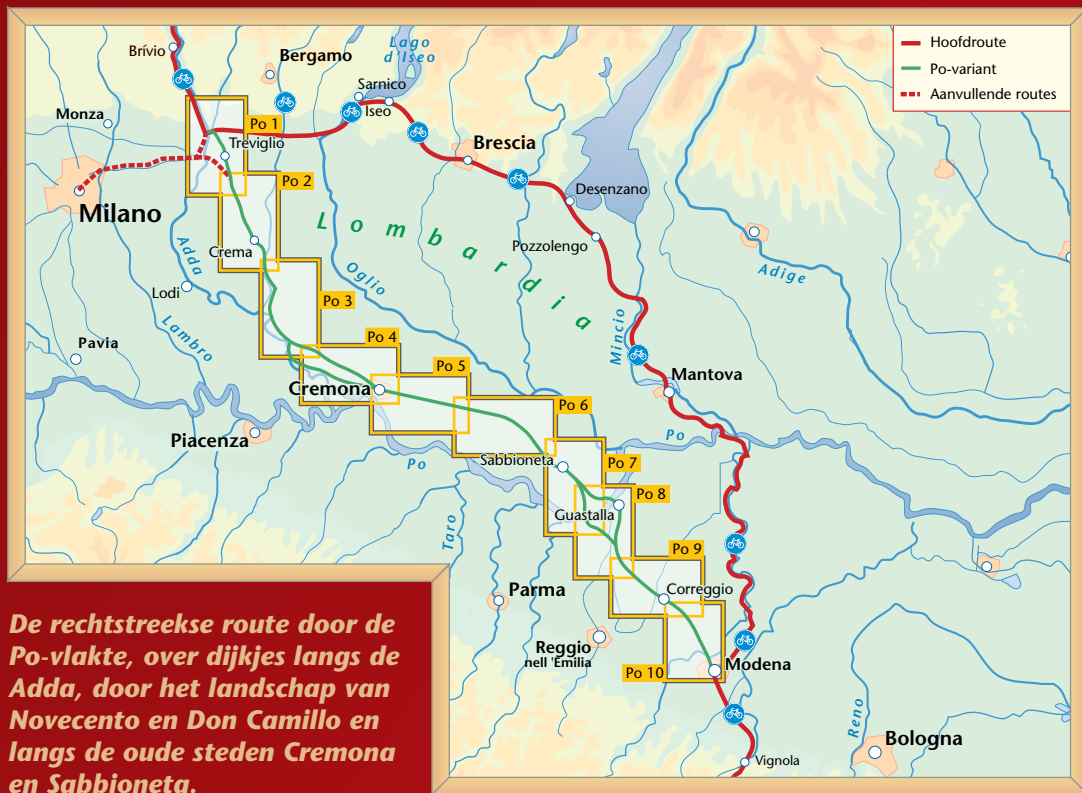 Brívio
Bergamo
Lago
d'Iseo
Sarnico
Iseo
Hoofdroute
Po-variant
Aanvullende routes
Monza
Po 1
Treviglio
Brescia
Milano
Po 2
Desenzano
Lombardia
Pozzolengo
Crema
Adda
Oglio
Adige
Lodi
Po 3
Lambro
Mincio
Pavia
Po 4
Po 5
Cremona
Mantova
Po 6
Piacenza
Po
Po
Sabbioneta
Po 7
Po 8
Guastalla
Taro
Po 9
Parma
Correggio
Reggio
nell 'Emilia
Po 10
Modena
Reno
Bologna
Vignola
De rechtstreekse route door de
Po-vlakte, over dijkjes langs de
Adda, door het landschap van
Novecento en Don Camillo en
langs de oude steden Cremona
en Sabbioneta.